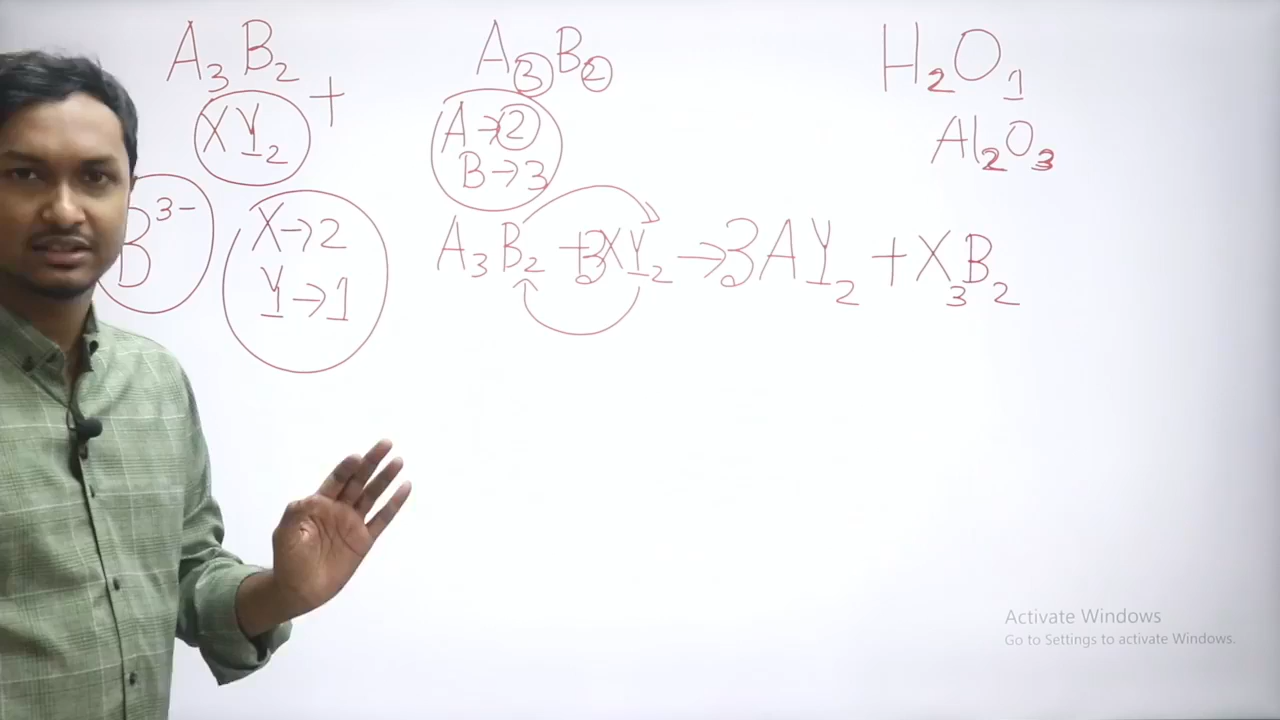 A₃B₂ +
XY₂
B³⁻
X→2
Y→1
A₃B₂
A→2
B→3
A₃B₂ + 3XY₂ → 3AY₂ + X₃B₂
H₂O₁
Al₂O₃
Activate Windows
Go to Settings to activate Windows.